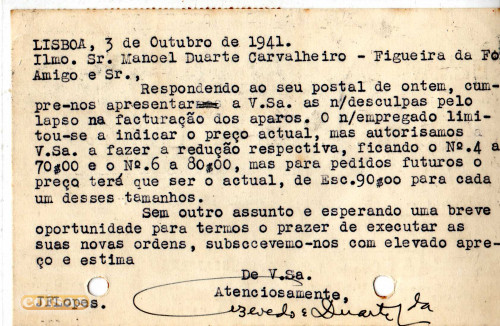 LISBOA, 3 de Outubro de 1941.
Ilmo. Sr. Manoel Duarte Carvalheiro - Figueira da Fo
Amigo e Sr.,
Respondendo ao seu postal de ontem, cum-
pre-nos apresentar a V.Sa. as n/desculpas pelo
lapso na facturação dos aparos. O n/empregado limi-
tou-se a indicar o preço actual, mas autorisamos a
V.Sa. a fazer a redução respectiva, ficando o Nº.4 a
70$00 e o Nº.6 a 80$00, mas para pedidos futuros o
preço terá que ser o actual, de Esc.90$00 para cada
um desses tamanhos.
Sem outro assunto e esperando uma breve
oportunidade para termos o prazer de executar as
suas novas ordens, subsccevemo-nos com elevado apre-
ço e estima
De V.Sa.
Atenciosamente,
JFLopes.
Azevedo & Duarte Lda